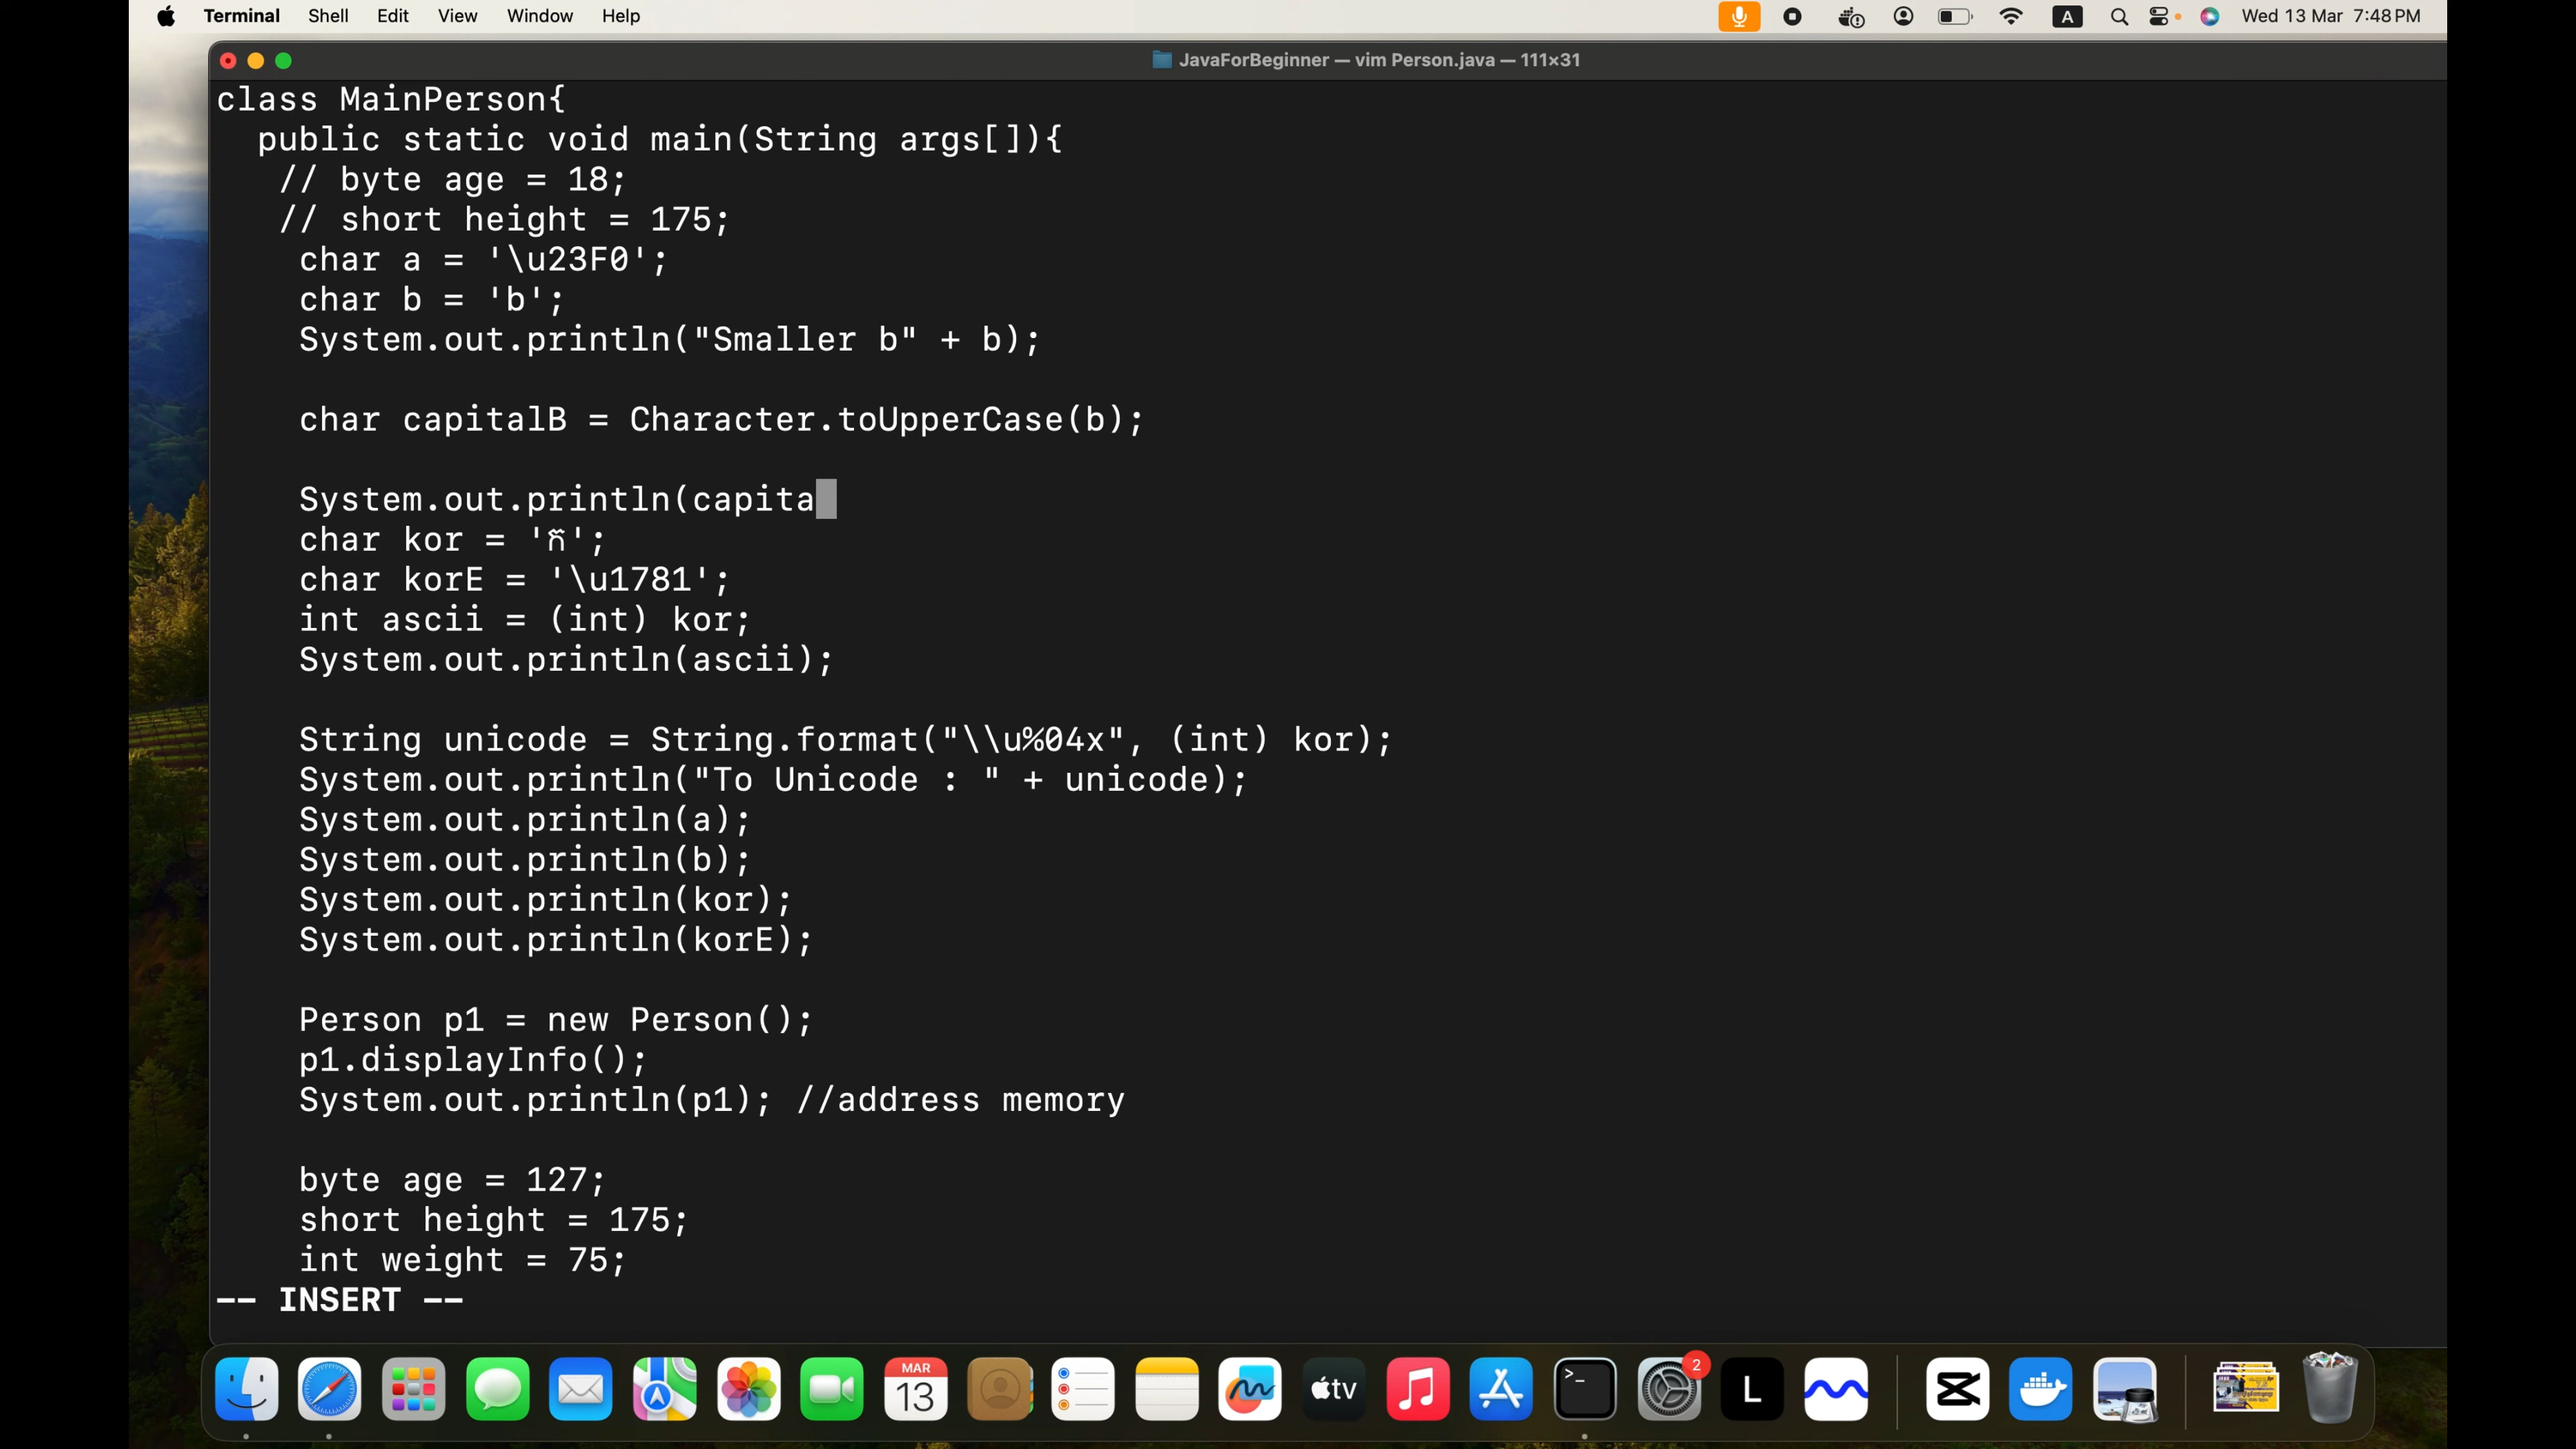 Terminal Shell Edit View Window Help
A
Wed 13 Mar 7:48 PM
JavaForBeginner — vim Person.java — 111×31
class MainPerson{
public static void main(String args[]){
// byte age = 18;
// short height = 175;
char a = '\u23F0';
char b = 'b';
System.out.println("Smaller b" + b);
char capitalB = Character.toUpperCase(b);
System.out.println(capita
char kor = 'ក';
char korE = '\u1781';
int ascii = (int) kor;
System.out.println(ascii);
String unicode = String.format("\\u%04x", (int) kor);
System.out.println("To Unicode : " + unicode);
System.out.println(a);
System.out.println(b);
System.out.println(kor);
System.out.println(korE);
Person p1 = new Person();
p1.displayInfo();
System.out.println(p1); //address memory
byte age = 127;
short height = 175;
int weight = 75;
-- INSERT --
MAR
13
tv
>_
2
L